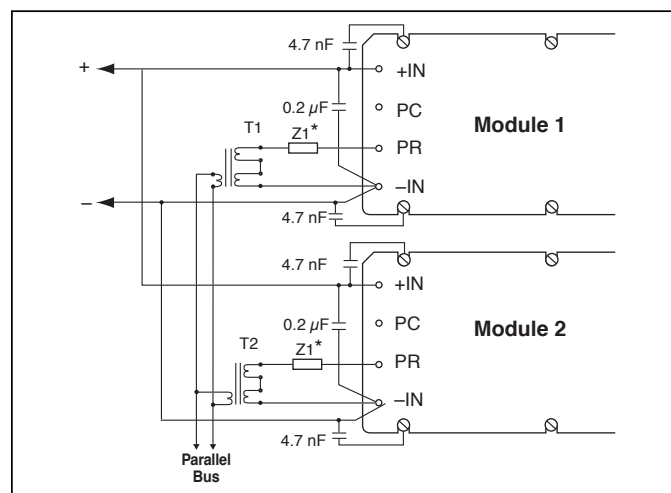 4.7 nF
+
+IN
0.2 µF
PC
T1
Z1*
Module 1
PR
–IN
–
4.7 nF
4.7 nF
+IN
0.2 µF
PC
T2
Z1*
Module 2
PR
–IN
4.7 nF
Parallel
Bus